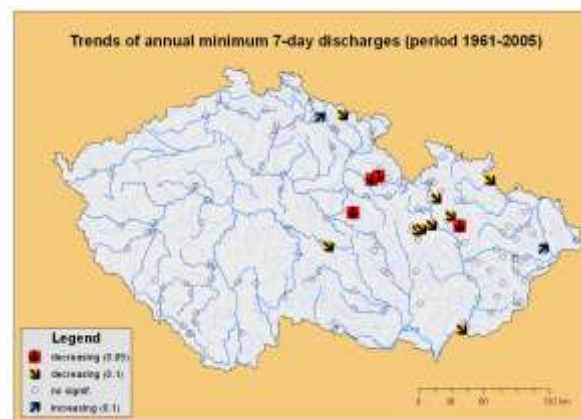 Trends of annual minimum 7-day discharges (period 1961-2005)
Legend
decreasing (0.05)
decreasing (0.1)
no signif.
increasing (0.1)
0